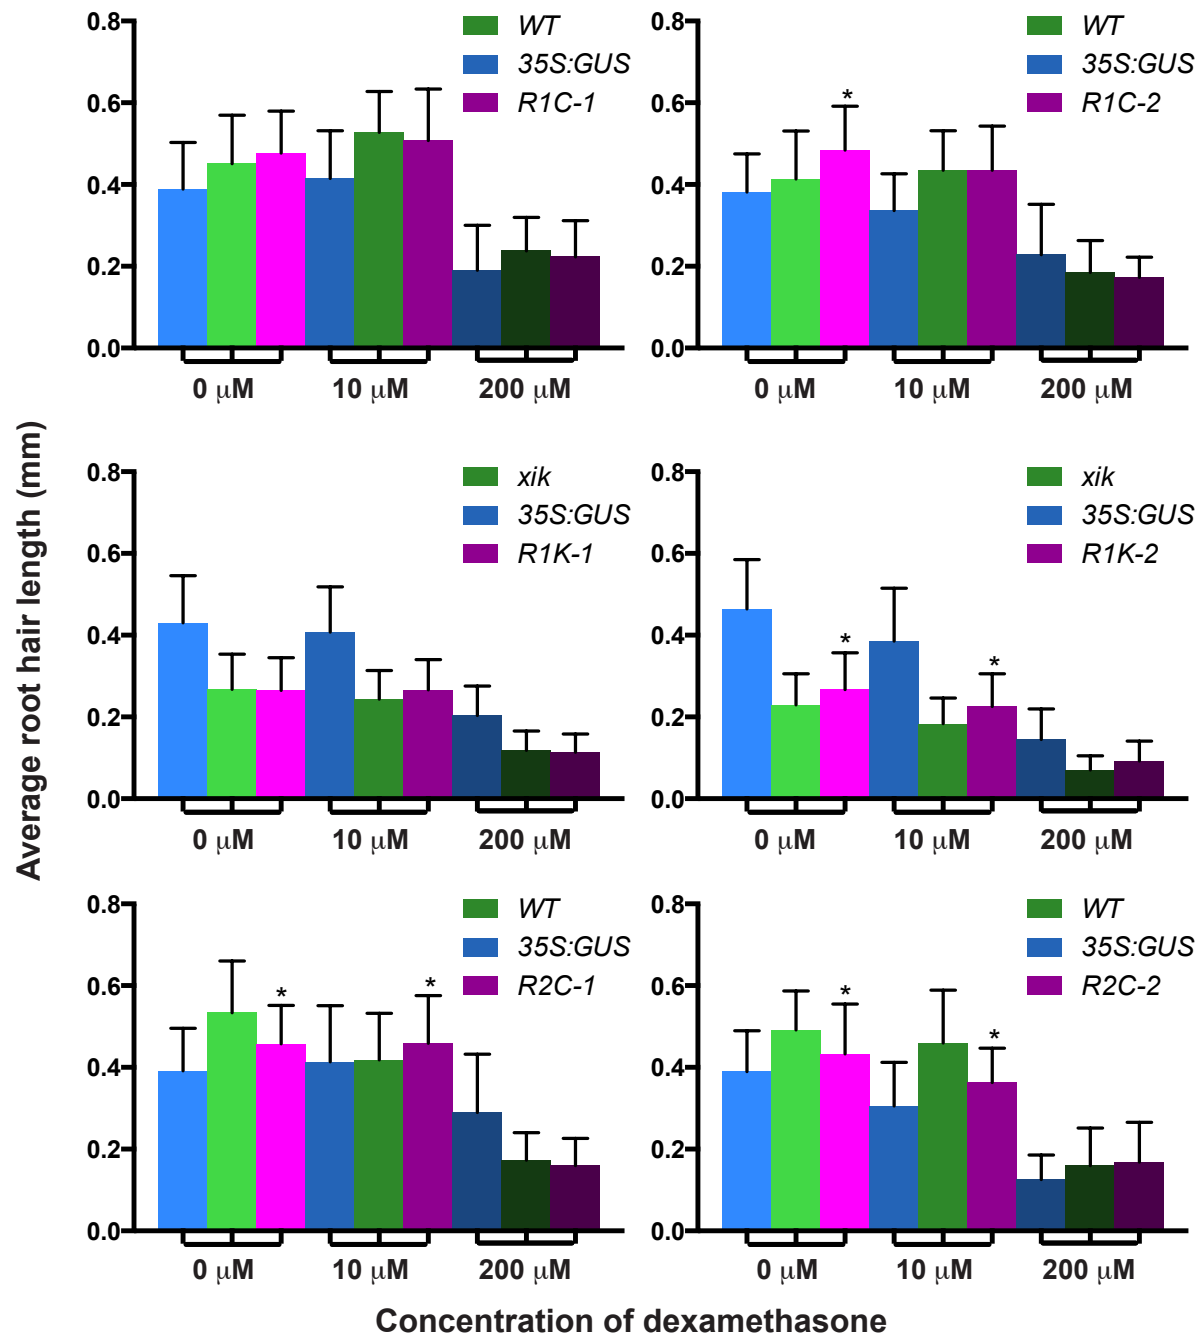 Average root hair length (mm)
0.8
0.6
0.4
0.2
0.0
WT
35S:GUS
R1C-1
0 μM
10 μM
200 μM
0.8
0.6
0.4
0.2
0.0
WT
35S:GUS
R1C-2
*
0 μM
10 μM
200 μM
0.8
0.6
0.4
0.2
0.0
xik
35S:GUS
R1K-1
0 μM
10 μM
200 μM
0.8
0.6
0.4
0.2
0.0
xik
35S:GUS
R1K-2
*
*
0 μM
10 μM
200 μM
0.8
0.6
0.4
0.2
0.0
WT
35S:GUS
R2C-1
*
*
0 μM
10 μM
200 μM
0.8
0.6
0.4
0.2
0.0
WT
35S:GUS
R2C-2
*
*
0 μM
10 μM
200 μM
Concentration of dexamethasone